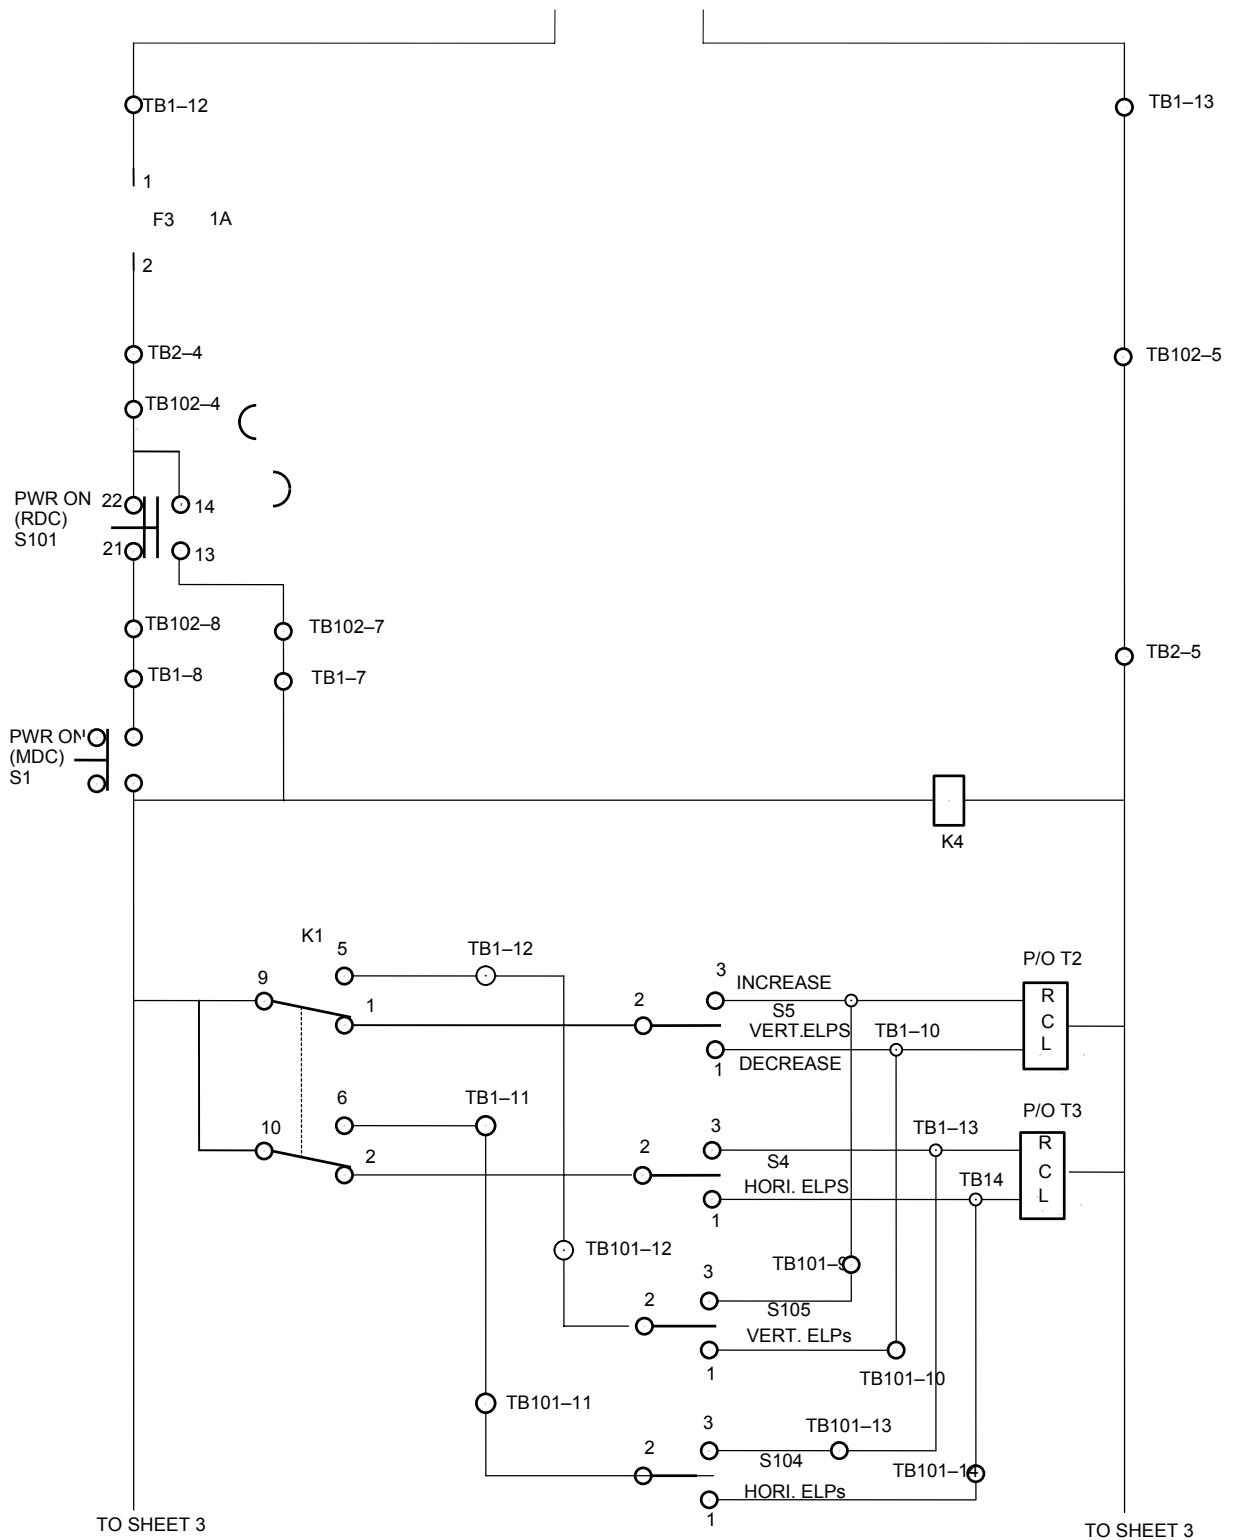 TB1–12
TB1–13
1
F3 1A
2
TB2–4
TB102–5
TB102–4
PWR ON
(RDC)
S101
22
14
21
13
TB102–8
TB102–7
TB2–5
TB1–8
TB1–7
PWR ON
(MDC)
S1
K4
K1
5
TB1–12
P/O T2
9
3
INCREASE
R
1
2
S5
C
VERT.ELPS
TB1–10
L
1
DECREASE
6
TB1–11
P/O T3
10
3
TB1–13
R
2
2
S4
C
HORI. ELPS
TB14
L
1
TB101–12
TB101–9
3
2
S105
VERT. ELPs
1
TB101–10
TB101–11
3
TB101–13
2
S104
TB101–14
HORI. ELPs
1
TO SHEET 3
TO SHEET 3